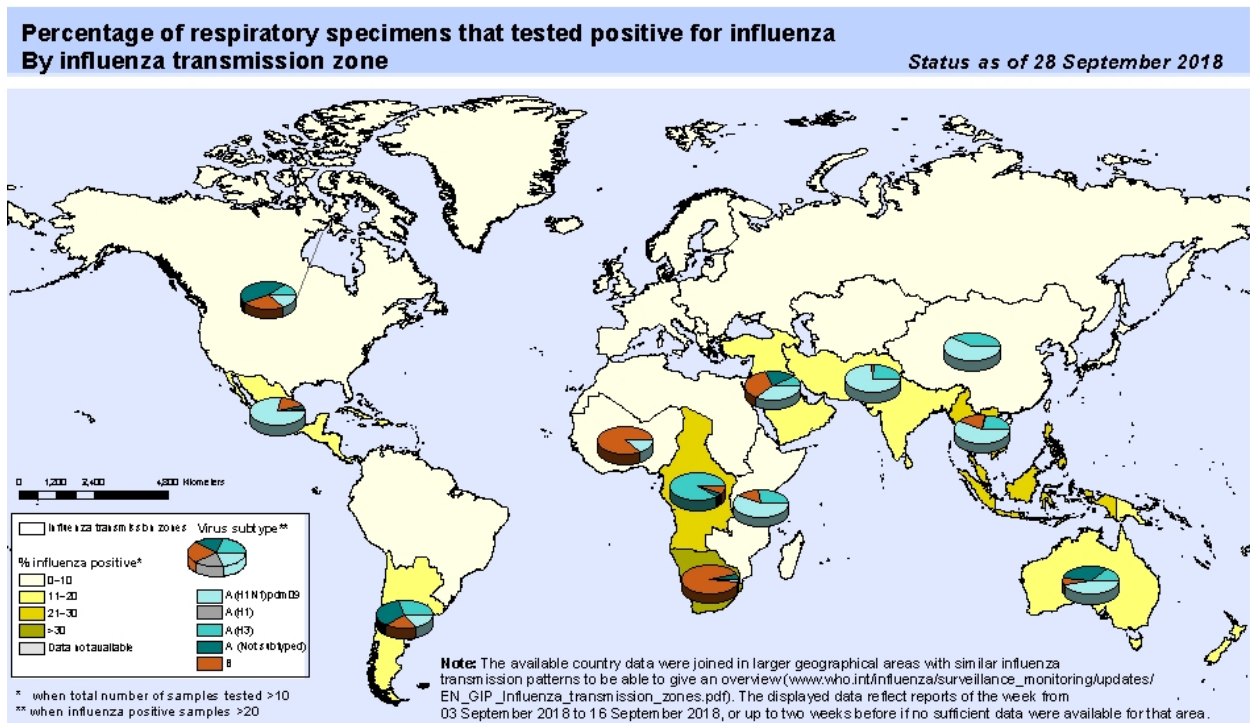 Percentage of respiratory specimens that tested positive for influenza
By influenza transmission zone
Status as of 28 September 2018
0 1,200 2,400 4,800 Kilometers
Influenza transmission zones
Virus subtype**
% influenza positive*
0-10
11-20
21-30
>30
Data not available
A(H1N1)pdm09
A(H1)
A(H3)
A (Not subtyped)
B
* when total number of samples tested >10
** when influenza positive samples >20
Note: The available country data were joined in larger geographical areas with similar influenza
transmission patterns to be able to give an overview (www.who.int/influenza/surveillance_monitoring/updates/
EN_GIP_Influenza_transmission_zones.pdf). The displayed data reflect reports of the week from
03 September 2018 to 16 September 2018, or up to two weeks before if no sufficient data were available for that area.